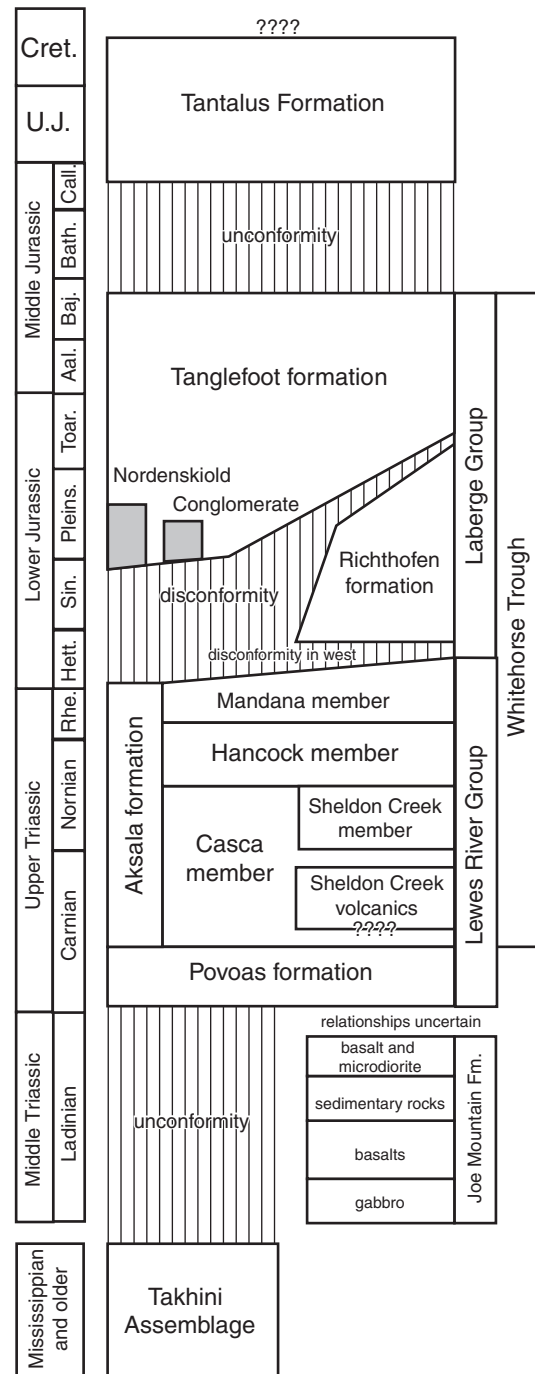 ????
Cret.
U.J.
Tantalus Formation
Middle Jurassic
Call.
Bath.
Baj.
Aal.
unconformity
Tanglefoot formation
Lower Jurassic
Toar.
Pleins.
Sin.
Hett.
Nordenskiold
Conglomerate
Richthofen
formation
disconformity
disconformity in west
Laberge Group
Whitehorse Trough
Upper Triassic
Rhe.
Nornian
Carnian
Aksala formation
Mandana member
Hancock member
Casca
member
Sheldon Creek
member
Sheldon Creek
volcanics
????
Povoas formation
Lewes River Group
Middle Triassic
Ladinian
unconformity
relationships uncertain
basalt and
microdiorite
sedimentary rocks
basalts
gabbro
Joe Mountain Fm.
Mississippian
and older
Takhini
Assemblage